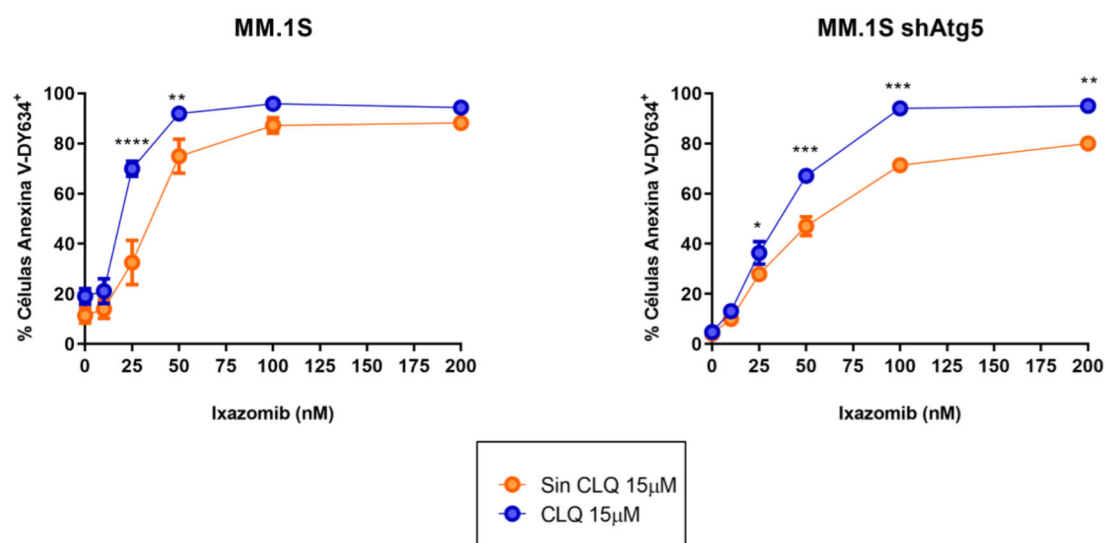 MM.1S
% Células Anexina V-DY634+
100
80
60
40
20
0
****
**
0 25 50 75 100 125 150 175 200
Ixazomib (nM)
MM.1S shAtg5
% Células Anexina V-DY634+
100
80
60
40
20
0
*
***
***
**
0 25 50 75 100 125 150 175 200
Ixazomib (nM)
Sin CLQ 15μM
CLQ 15μM